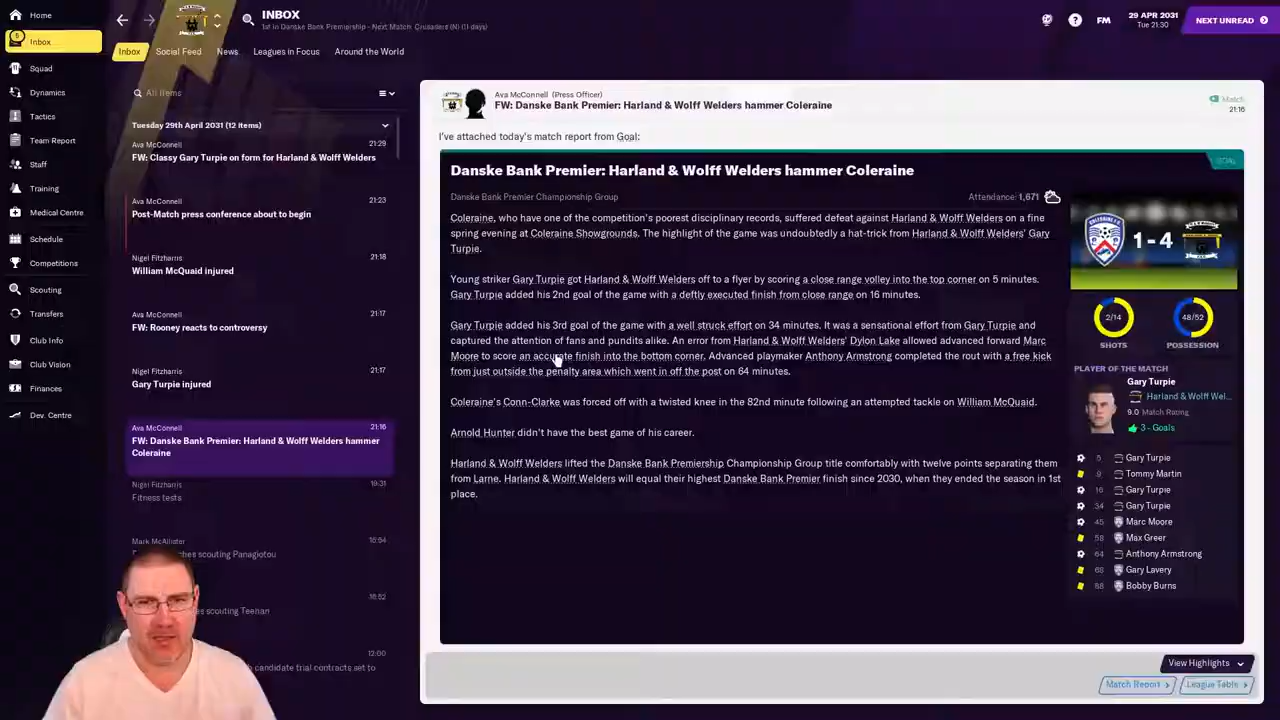 Home
Inbox
Squad
Dynamics
Tactics
Team Report
Staff
Training
Medical Centre
Schedule
Competitions
Scouting
Transfers
Club Info
Club Vision
Finances
Dev. Centre
INBOX
1st in Danske Bank Premiership - Next Match: Crusaders (N) (11 days)
FM
29 APR 2031
Tue 21:30
NEXT UNREAD
Inbox
Social Feed
News
Leagues in Focus
Around the World
All Items
Tuesday 29th April 2031 (12 Items)
Ava McConnell 21:29
FW: Classy Gary Turpie on form for Harland & Wolff Welders
Ava McConnell 21:23
Post-Match press conference about to begin
Nigel Fitzharris 21:18
William McQuaid injured
Ava McConnell 21:17
FW: Rooney reacts to controversy
Nigel Fitzharris 21:17
Gary Turpie injured
Ava McConnell 21:16
FW: Danske Bank Premier: Harland & Wolff Welders hammer
Coleraine
Nigel Fitzharris 19:31
Fitness tests
Mark McAllister 16:54
ches scouting Panagiotou
16:52
es scouting Teehan
12:00
candidate trial contracts set to
Ava McConnell (Press Officer)
FW: Danske Bank Premier: Harland & Wolff Welders hammer Coleraine
Match
21:16
I've attached today's match report from Goal:
Danske Bank Premier: Harland & Wolff Welders hammer Coleraine
Danske Bank Premier Championship Group
Attendance: 1,671
Coleraine, who have one of the competition's poorest disciplinary records, suffered defeat against Harland & Wolff Welders on a fine
spring evening at Coleraine Showgrounds. The highlight of the game was undoubtedly a hat-trick from Harland & Wolff Welders' Gary
Turpie.
Young striker Gary Turpie got Harland & Wolff Welders off to a flyer by scoring a close range volley into the top corner on 5 minutes.
Gary Turpie added his 2nd goal of the game with a deftly executed finish from close range on 16 minutes.
Gary Turpie added his 3rd goal of the game with a well struck effort on 34 minutes. It was a sensational effort from Gary Turpie and
captured the attention of fans and pundits alike. An error from Harland & Wolff Welders' Dylon Lake allowed advanced forward Marc
Moore to score an accurate finish into the bottom corner. Advanced playmaker Anthony Armstrong completed the rout with a free kick
from just outside the penalty area which went in off the post on 64 minutes.
Coleraine's Conn-Clarke was forced off with a twisted knee in the 82nd minute following an attempted tackle on William McQuaid.
Arnold Hunter didn't have the best game of his career.
Harland & Wolff Welders lifted the Danske Bank Premiership Championship Group title comfortably with twelve points separating them
from Larne. Harland & Wolff Welders will equal their highest Danske Bank Premier finish since 2030, when they ended the season in 1st
place.
1 - 4
2/14
SHOTS
48/52
POSSESSION
PLAYER OF THE MATCH
Gary Turpie
Harland & Wolff Wel...
9.0 Match Rating
3 - Goals
5 Gary Turpie
9 Tommy Martin
16 Gary Turpie
34 Gary Turpie
45 Marc Moore
58 Max Greer
64 Anthony Armstrong
68 Gary Lavery
88 Bobby Burns
View Highlights
Match Report
League Table